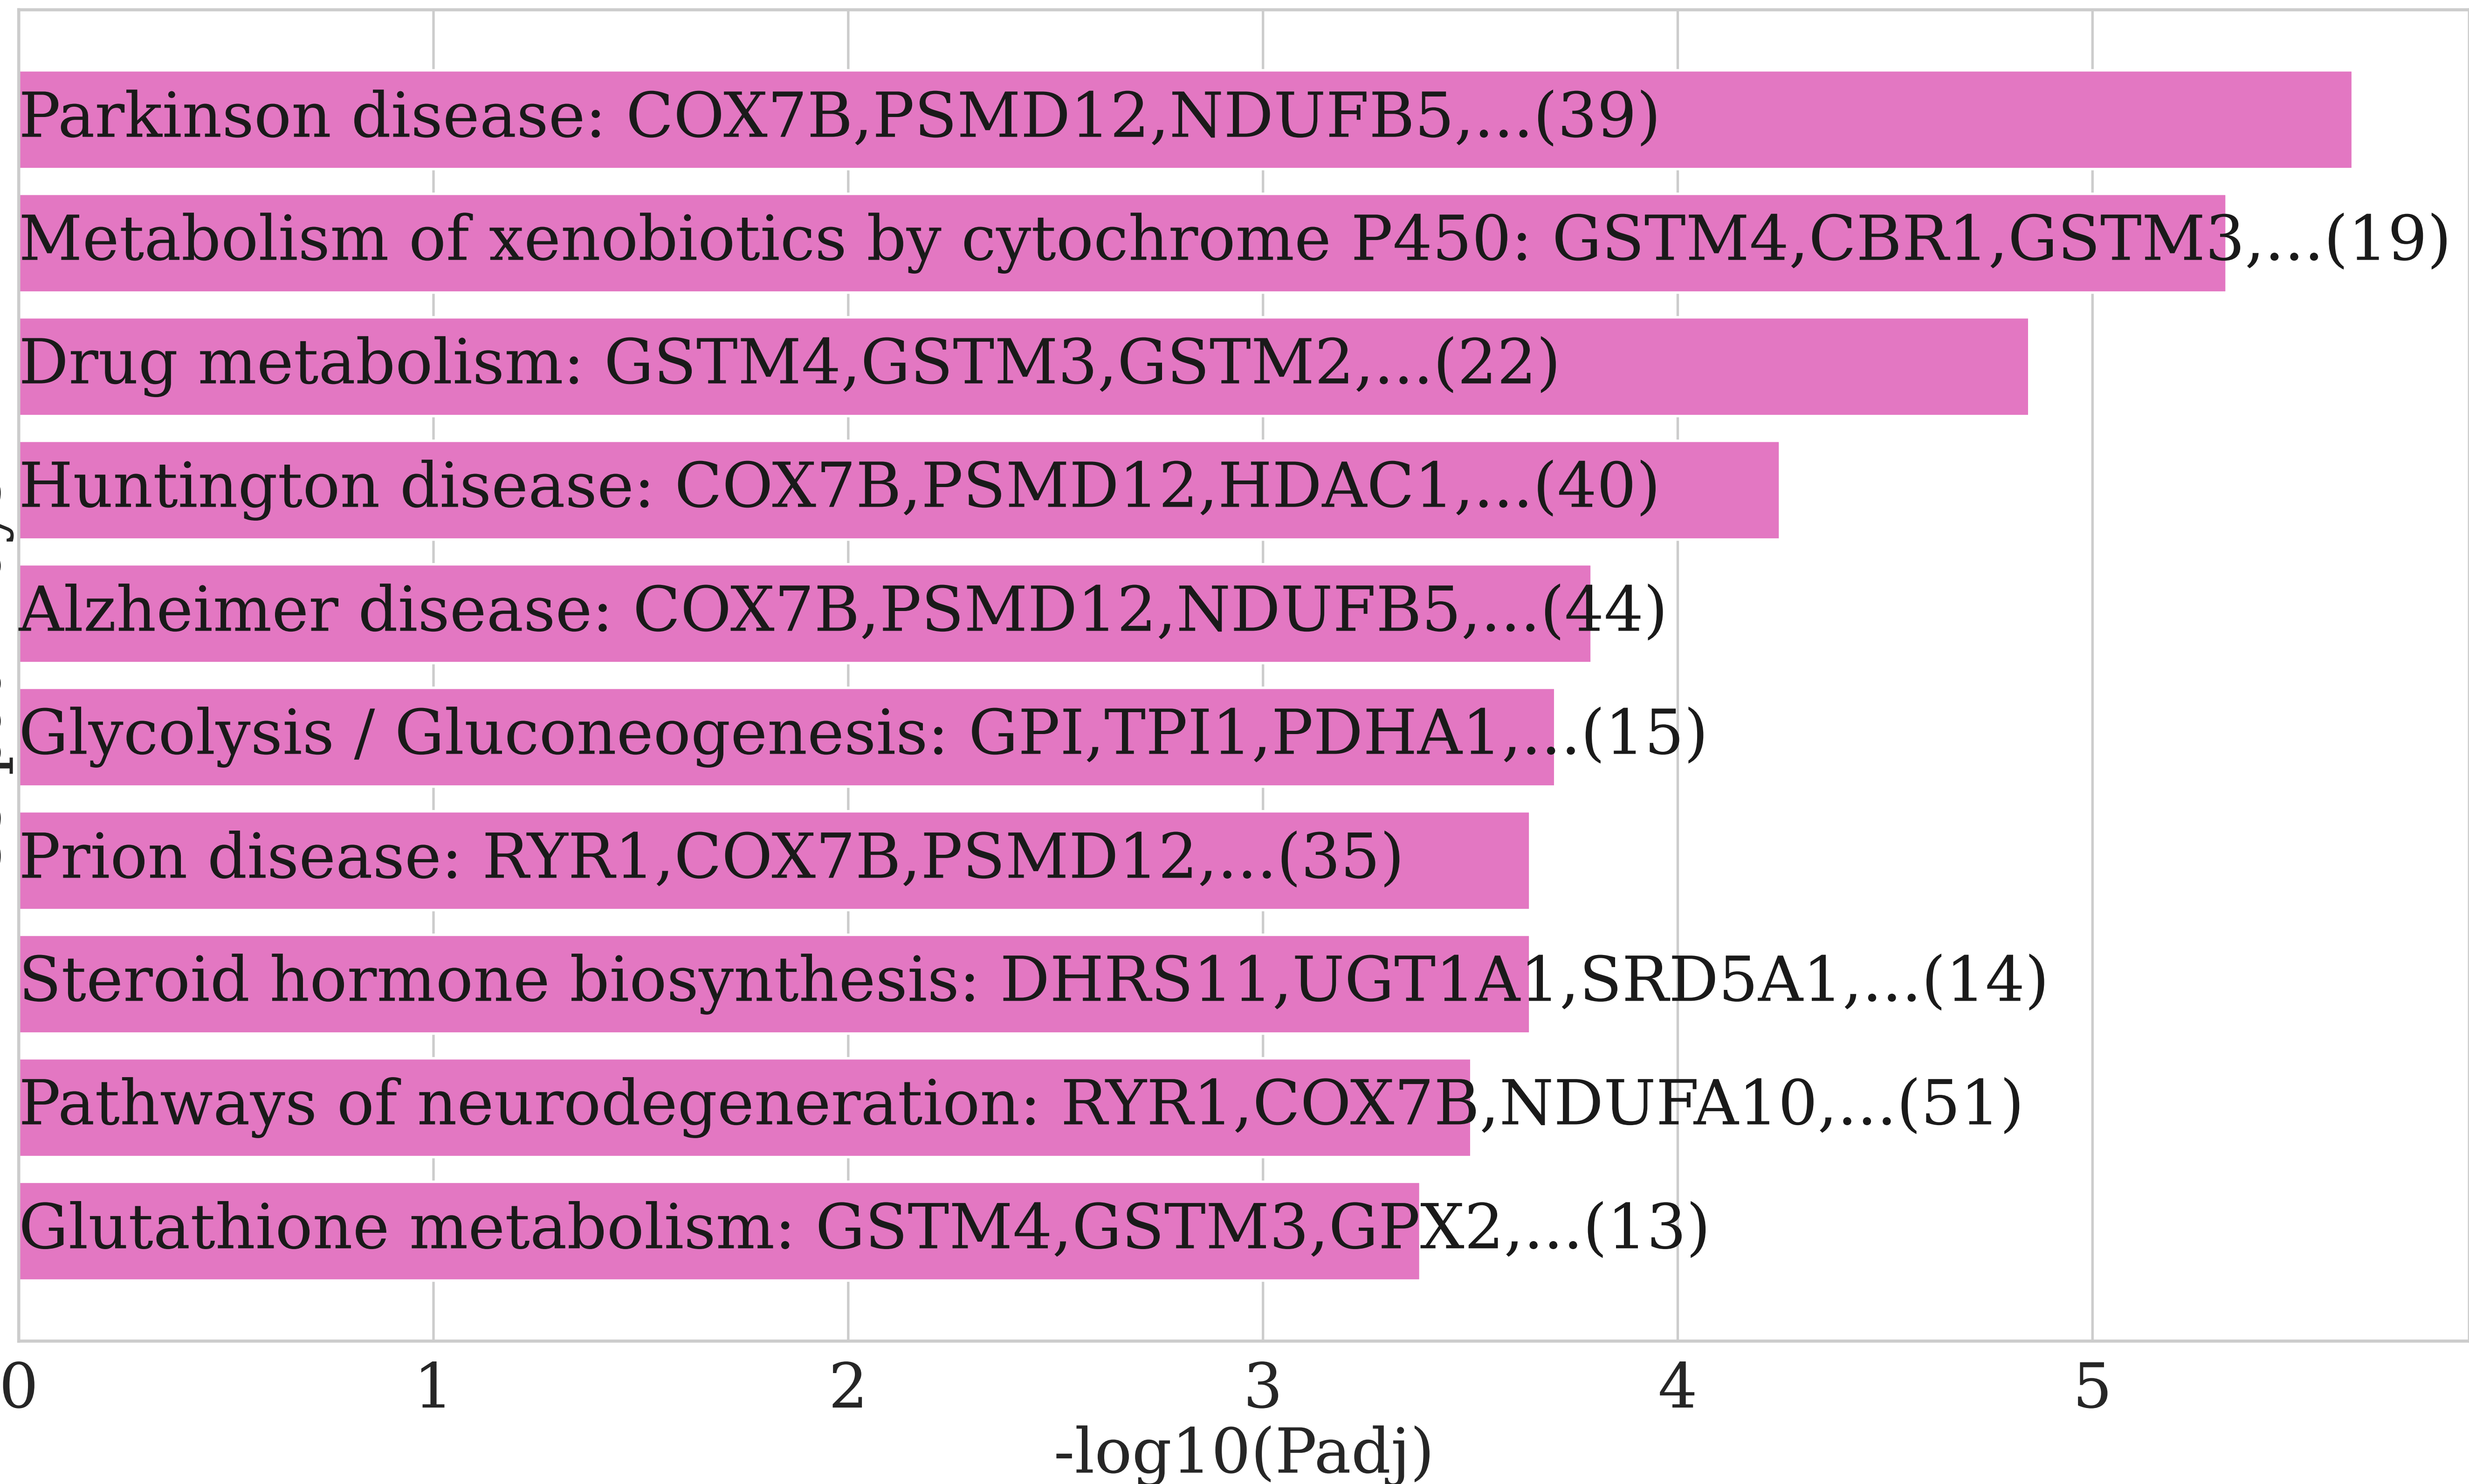 Parkinson disease: COX7B,PSMD12,NDUFB5,...(39)
Metabolism of xenobiotics by cytochrome P450: GSTM4,CBR1,GSTM3,...(19)
Drug metabolism: GSTM4,GSTM3,GSTM2,...(22)
Huntington disease: COX7B,PSMD12,HDAC1,...(40)
Alzheimer disease: COX7B,PSMD12,NDUFB5,...(44)
Glycolysis / Gluconeogenesis: GPI,TPI1,PDHA1,...(15)
Prion disease: RYR1,COX7B,PSMD12,...(35)
Steroid hormone biosynthesis: DHRS11,UGT1A1,SRD5A1,...(14)
Pathways of neurodegeneration: RYR1,COX7B,NDUFA10,...(51)
Glutathione metabolism: GSTM4,GSTM3,GPX2,...(13)
0 1 2 3 4 5
-log10(Padj)